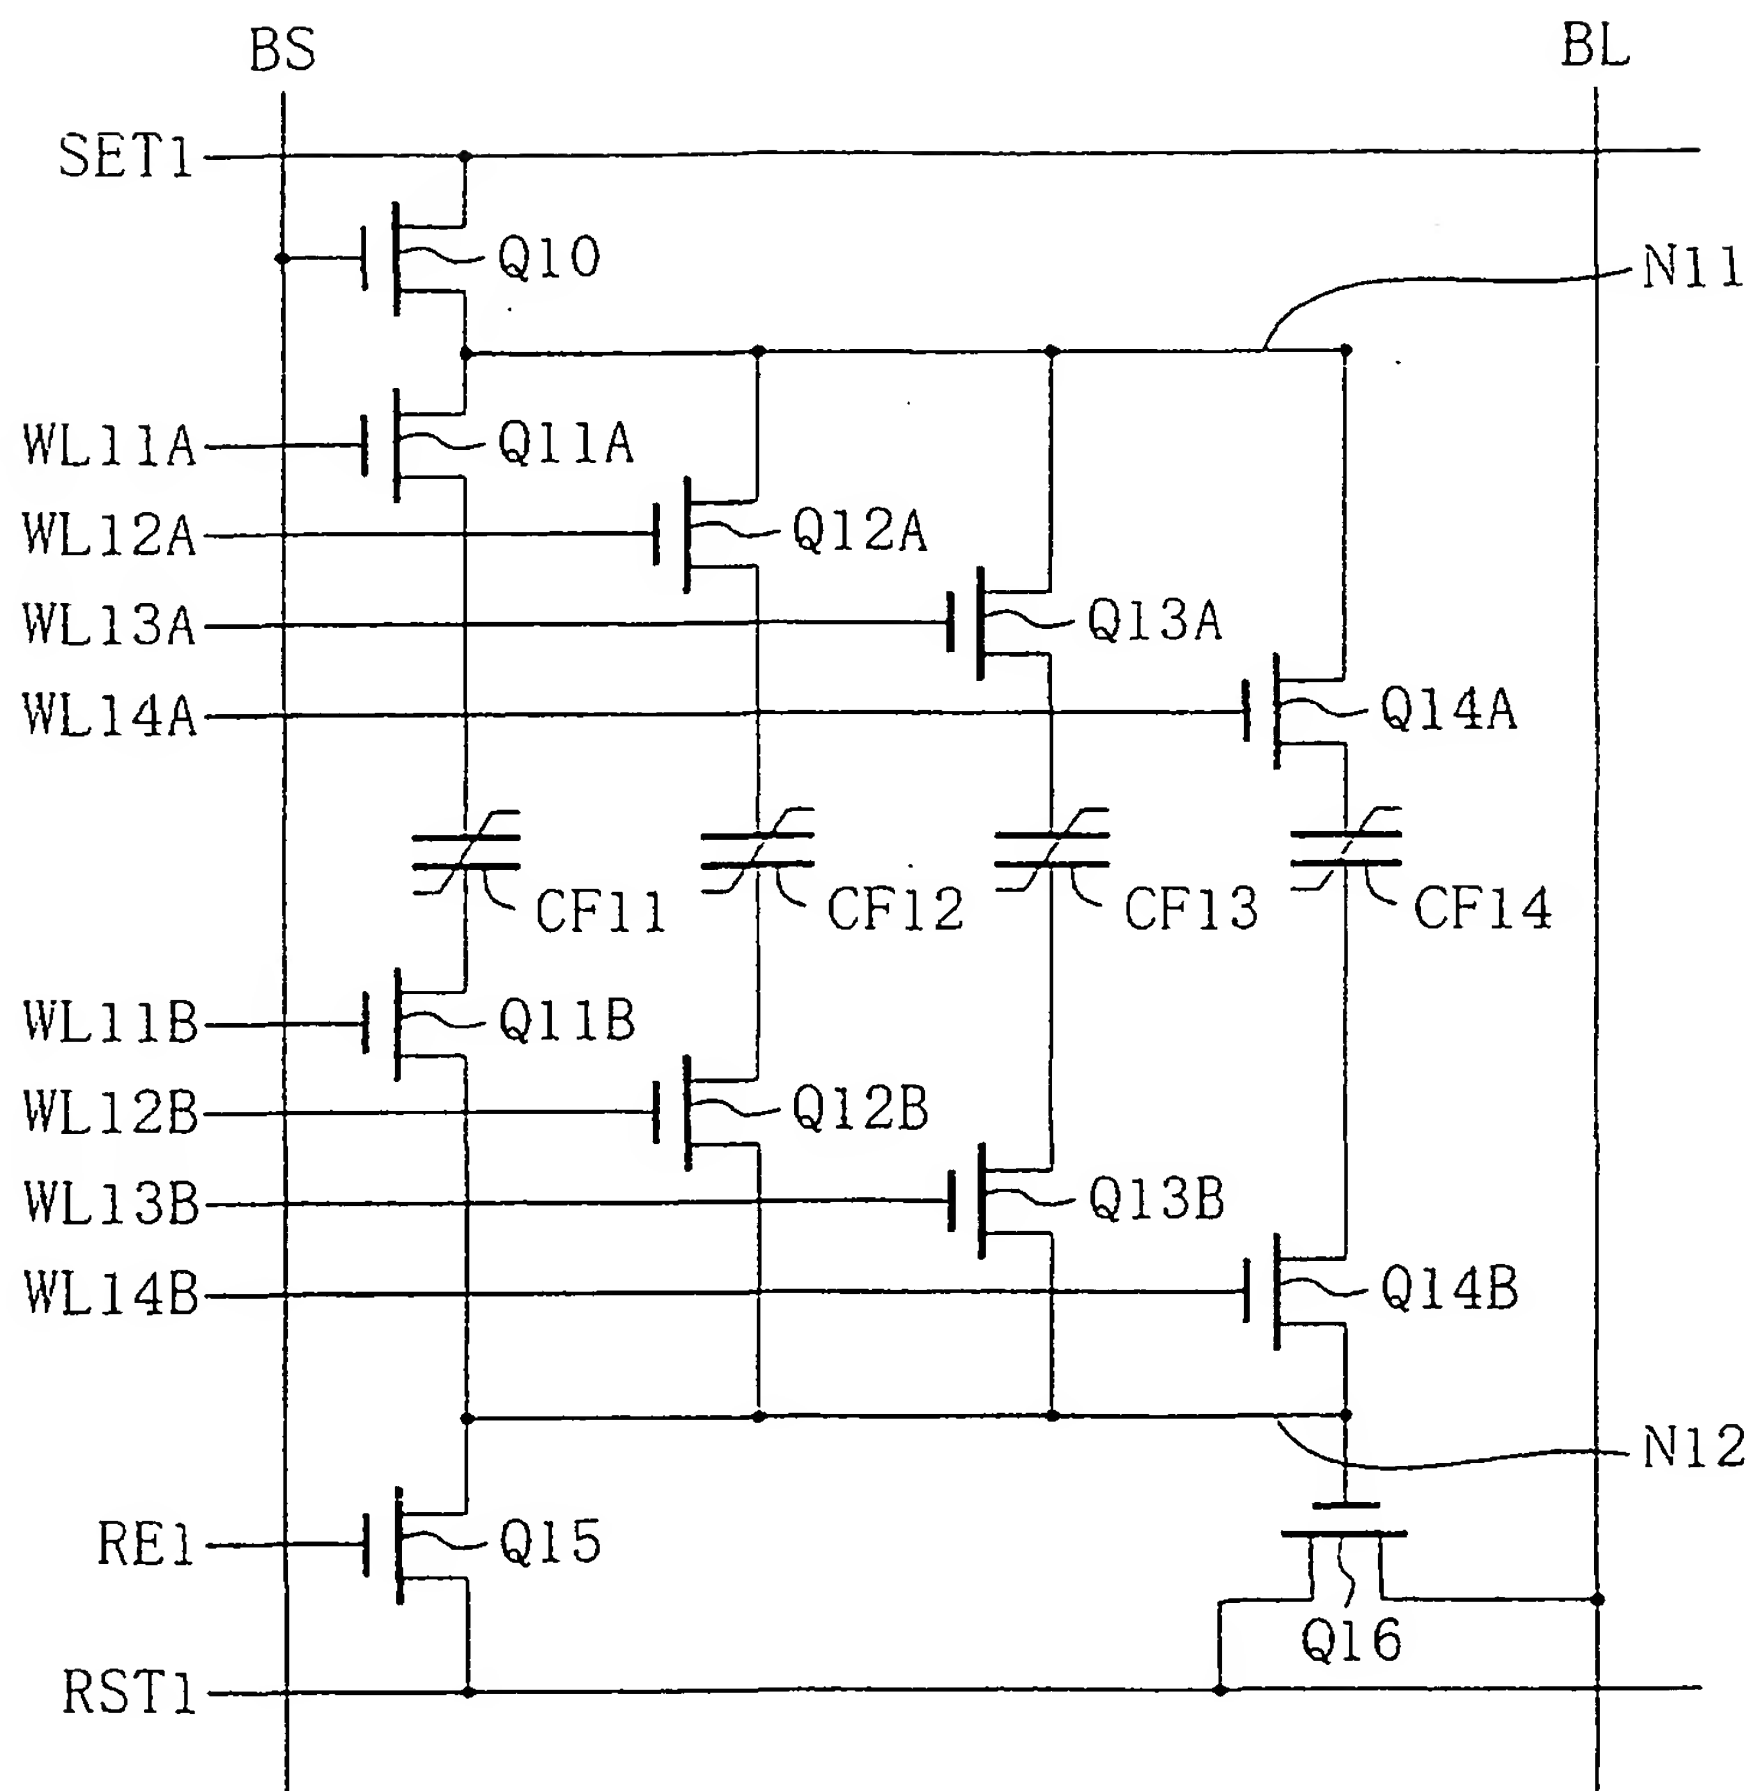 BS
BL
SET1
Q10
N11
WL11A
Q11A
WL12A
Q12A
WL13A
Q13A
WL14A
Q14A
CF11
CF12
CF13
CF14
WL11B
Q11B
WL12B
Q12B
WL13B
Q13B
WL14B
Q14B
N12
RE1
Q15
Q16
RST1